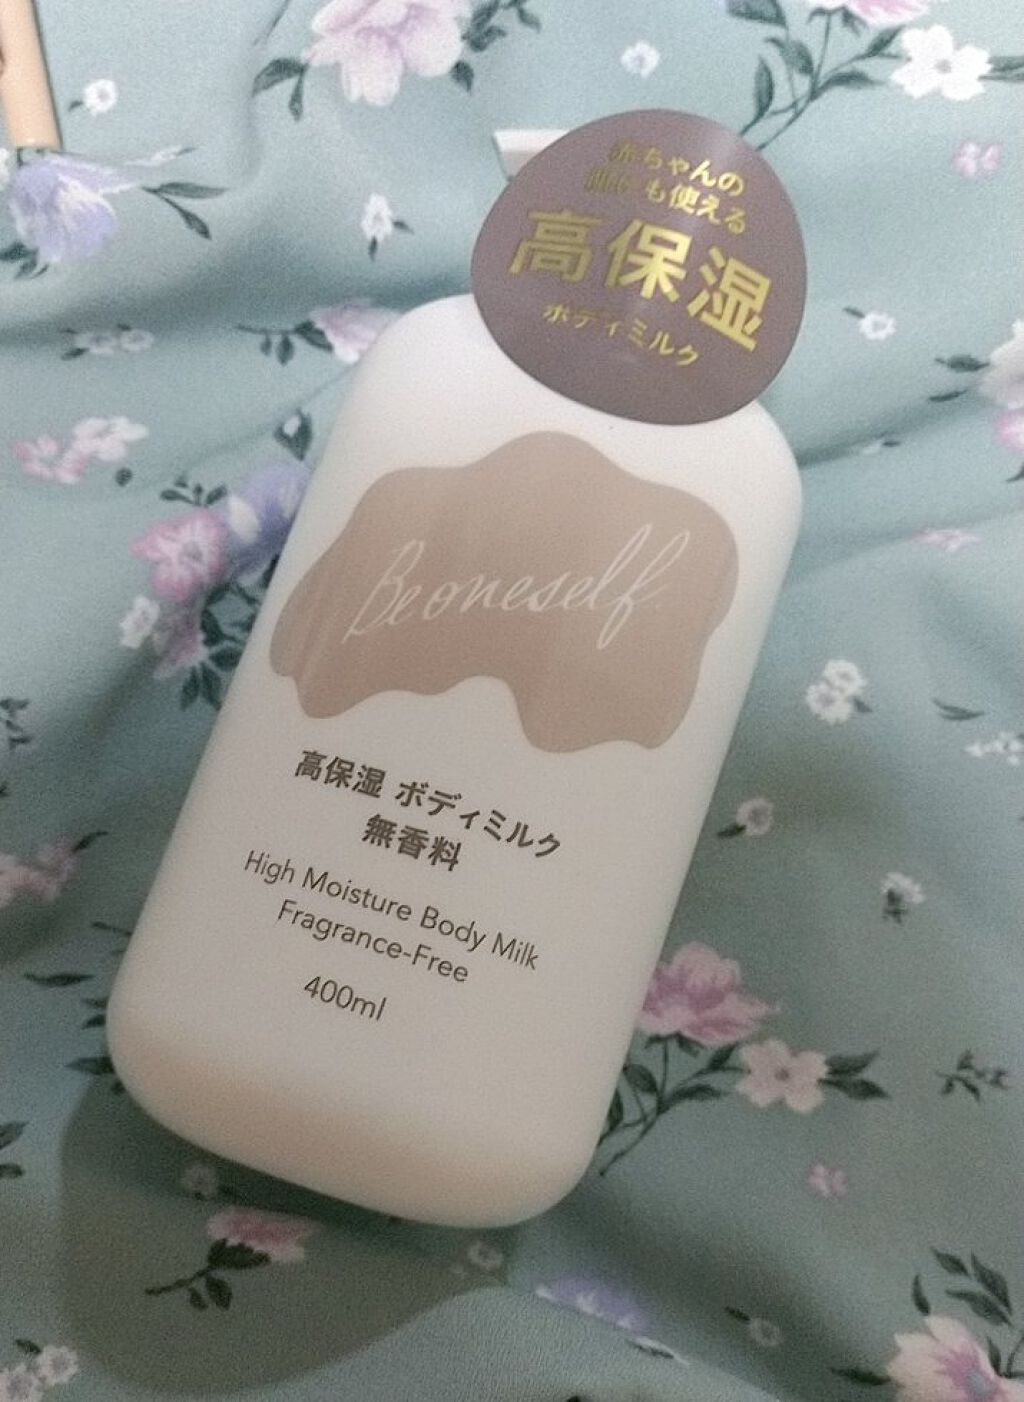 赤ちゃんの
顔にも使える
高保湿
ボディミルク
Beoneself
高保湿 ボディミルク
無香料
High Moisture Body Milk
Fragrance-Free
400ml